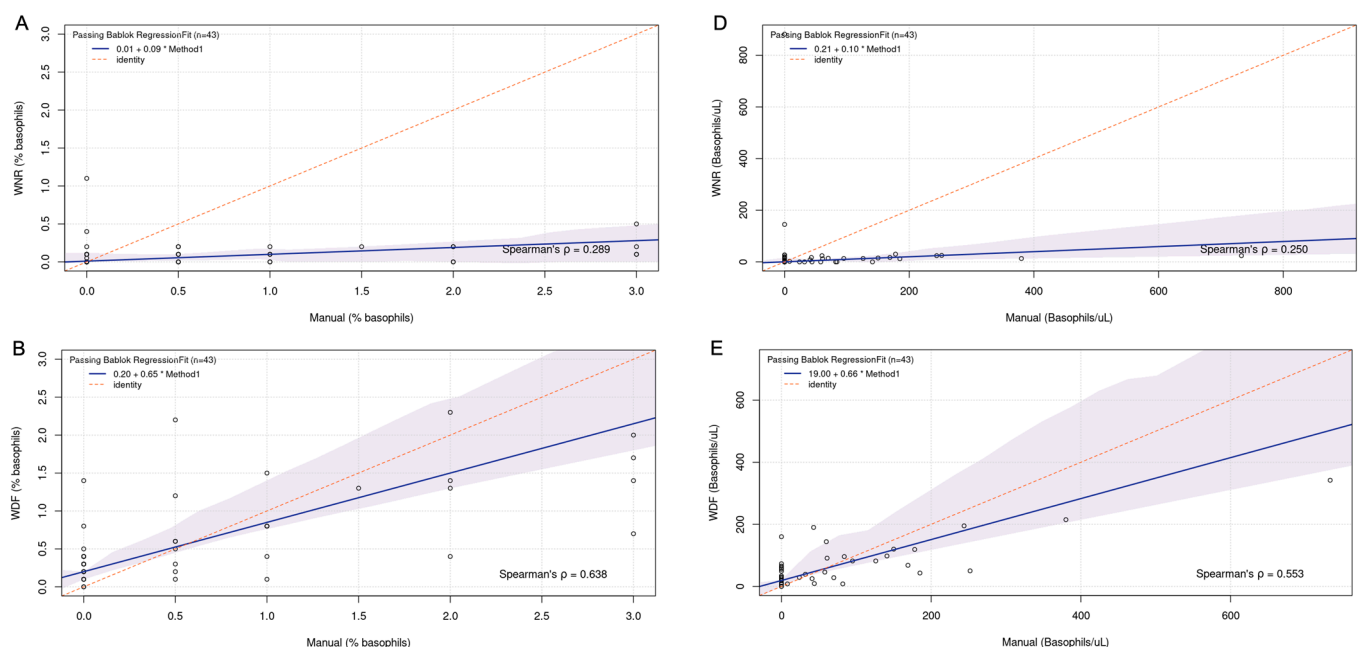 A
Passing Bablok RegressionFit (n=43)
0.01 + 0.09 * Method1
identity
WNR (% basophils)
3.0
2.5
2.0
1.5
1.0
0.5
0.0
Spearman's ρ = 0.289
0.0 0.5 1.0 1.5 2.0 2.5 3.0
Manual (% basophils)
D
Passing Bablok RegressionFit (n=43)
0.21 + 0.10 * Method1
identity
WNR (Basophils/uL)
800
600
400
200
0
Spearman's ρ = 0.250
0 200 400 600 800
Manual (Basophils/uL)
B
Passing Bablok RegressionFit (n=43)
0.20 + 0.65 * Method1
identity
WDF (% basophils)
3.0
2.5
2.0
1.5
1.0
0.5
0.0
Spearman's ρ = 0.638
0.0 0.5 1.0 1.5 2.0 2.5 3.0
Manual (% basophils)
E
Passing Bablok RegressionFit (n=43)
19.00 + 0.66 * Method1
identity
WDF (Basophils/uL)
600
400
200
0
Spearman's ρ = 0.553
0 200 400 600
Manual (Basophils/uL)